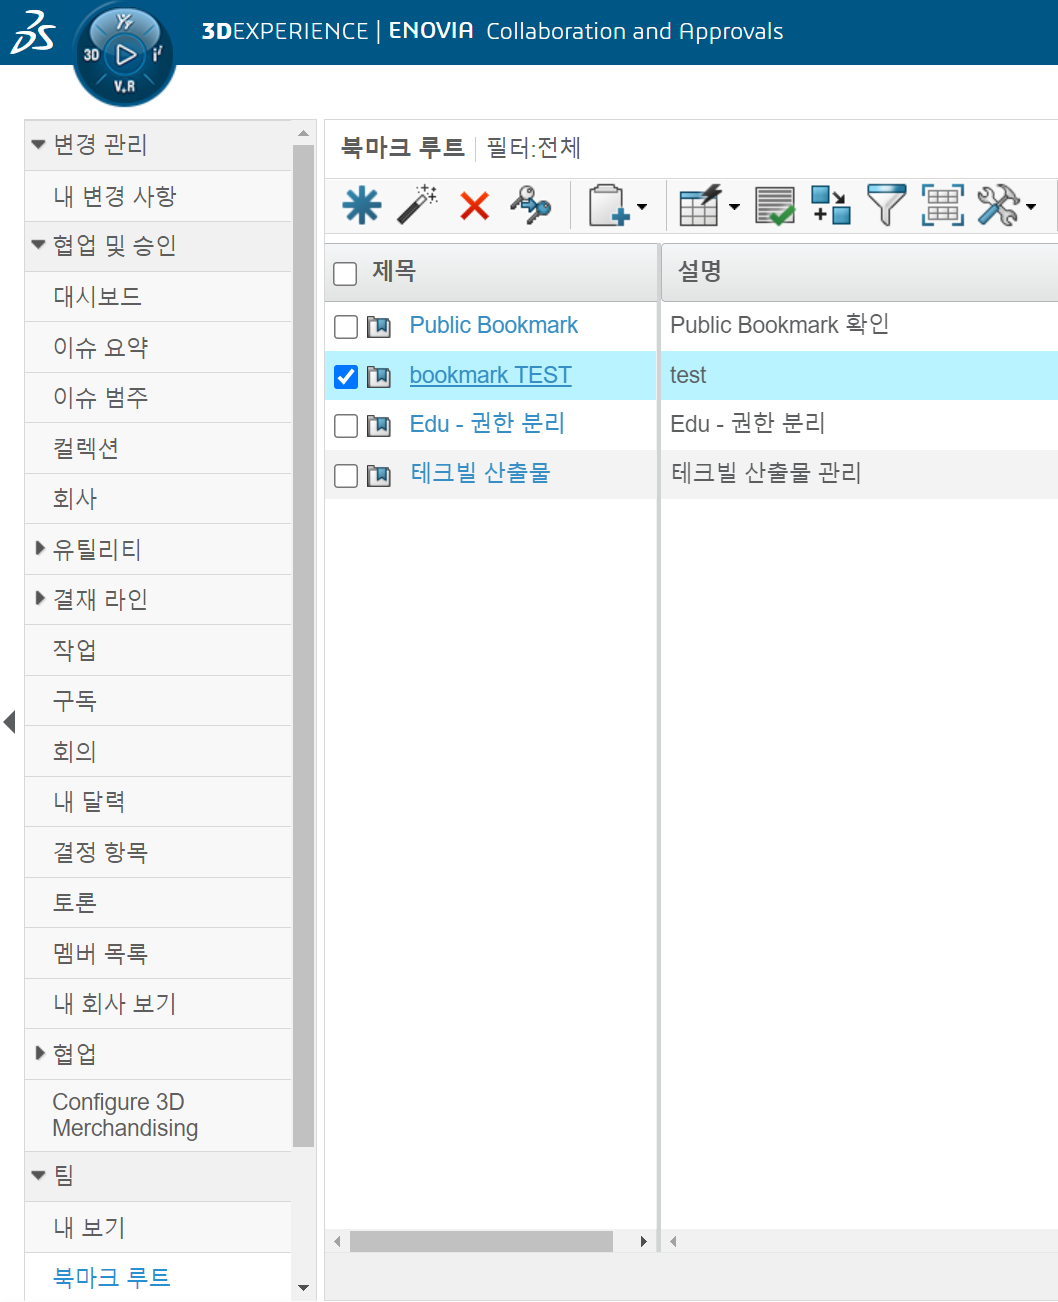 3DEXPERIENCE | ENOVIA Collaboration and Approvals
3D
i'
V.R
변경 관리
내 변경 사항
협업 및 승인
대시보드
이슈 요약
이슈 범주
컬렉션
회사
유틸리티
결재 라인
작업
구독
회의
내 달력
결정 항목
토론
멤버 목록
내 회사 보기
협업
Configure 3D
Merchandising
팀
내 보기
북마크 루트
북마크 루트 필터:전체
제목 설명
Public Bookmark Public Bookmark 확인
bookmark TEST test
Edu - 권한 분리 Edu - 권한 분리
테크빌 산출물 테크빌 산출물 관리